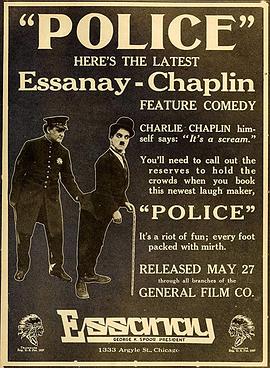 "POLICE"
HERE'S THE LATEST
Essanay-Chaplin
FEATURE COMEDY
CHARLIE CHAPLIN him-
self says: "It's a scream."
You'll need to call out the
reserves to hold the
crowds when you book
this newest laugh maker,
"POLICE"
It's a riot of fun; every foot
packed with mirth.
RELEASED MAY 27
through all branches of the
GENERAL FILM CO.
Essanay
GEORGE K. SPOOR PRESIDENT
1333 Argyle St., Chicago